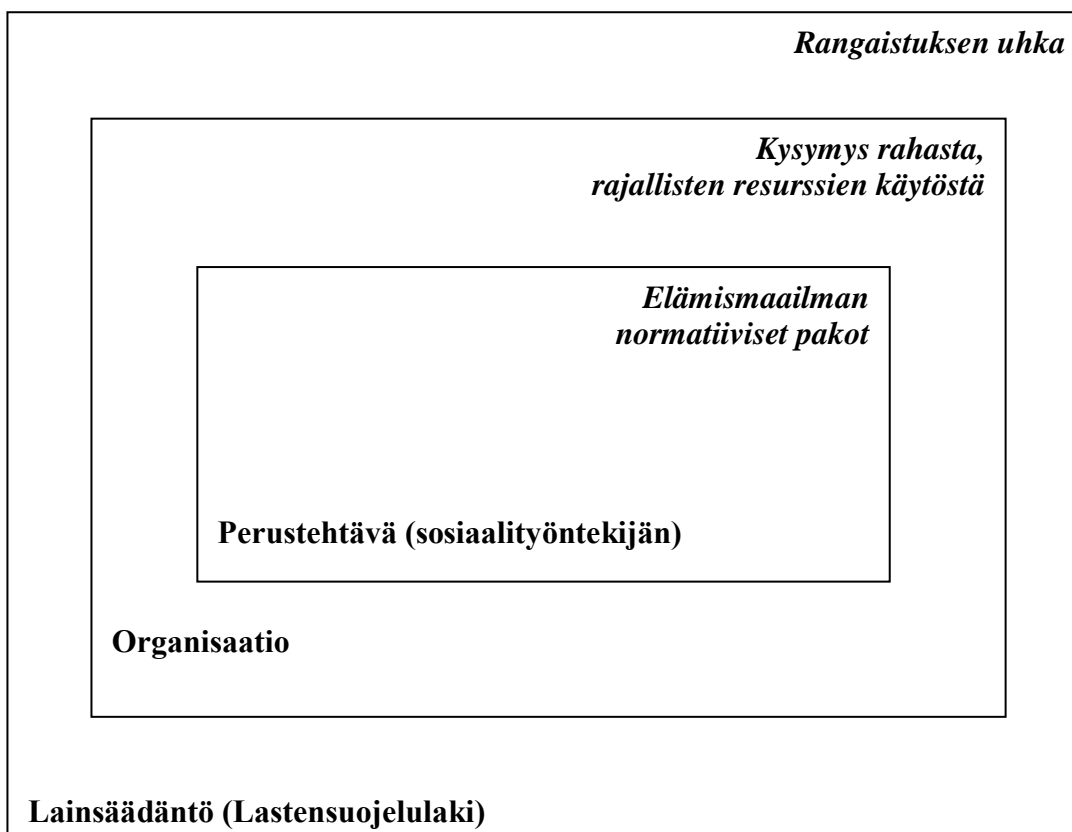 Rangaistuksen uhka
Kysymys rahasta,
rajallisten resurssien käytöstä
Elämismaailman
normatiiviset pakot
Perustehtävä (sosiaalityöntekijän)
Organisaatio
Lainsäädäntö (Lastensuojelulaki)